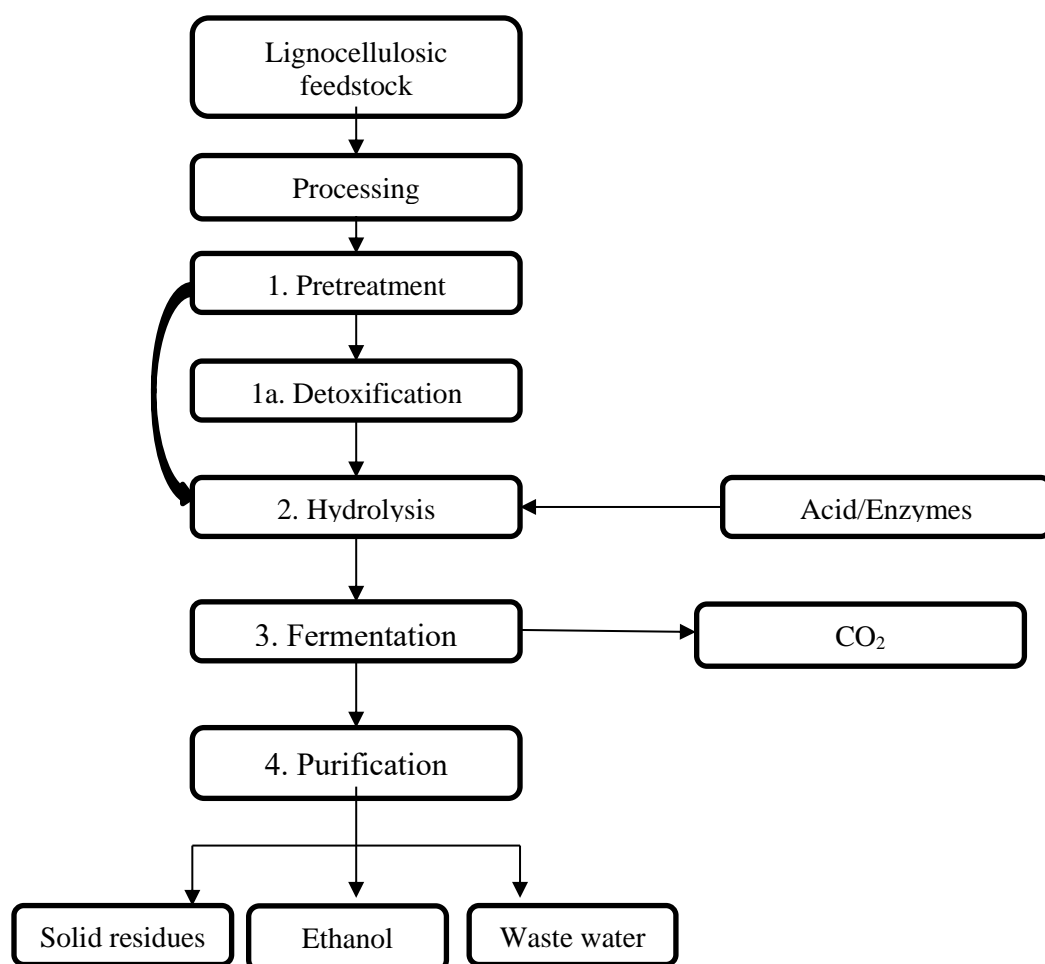 Lignocellulosic
feedstock
Processing
1. Pretreatment
1a. Detoxification
2. Hydrolysis
Acid/Enzymes
3. Fermentation
CO₂
4. Purification
Solid residues
Ethanol
Waste water